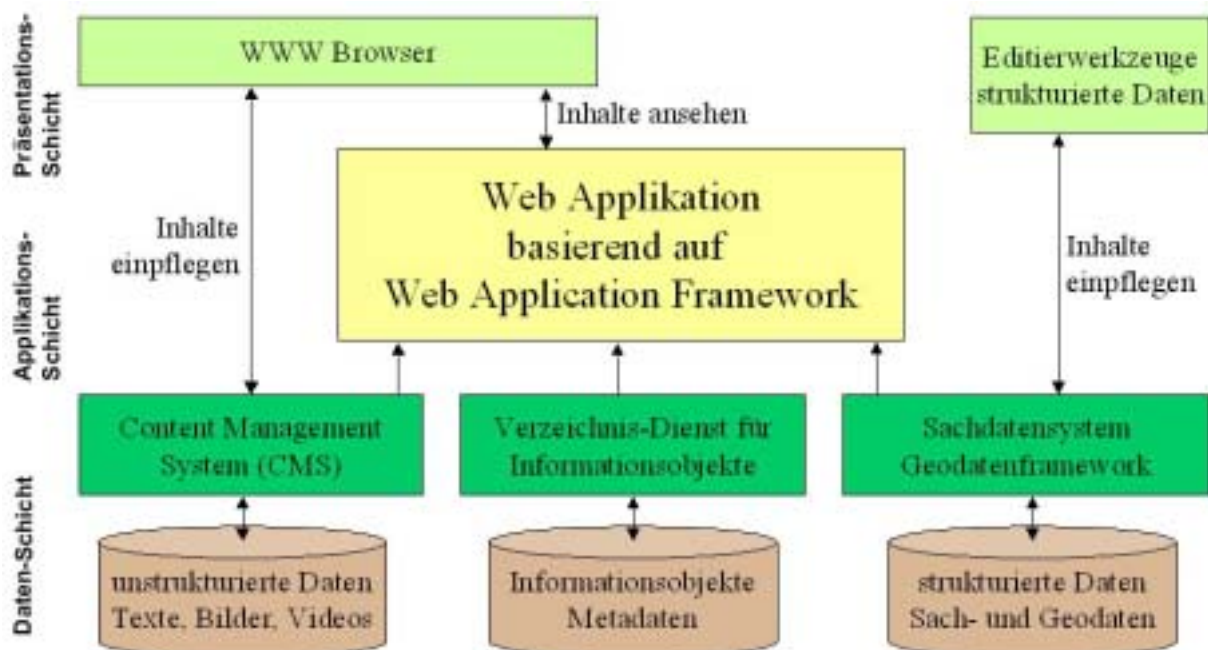 Präsentations-
Schicht
WWW Browser
Editierwerkzeuge
strukturierte Daten
Inhalte ansehen
Applikations-
Schicht
Inhalte
einpflegen
Web Applikation
basierend auf
Web Application Framework
Inhalte
einpflegen
Daten-Schicht
Content Management
System (CMS)
Verzeichnis-Dienst für
Informationsobjekte
Sachdatensystem
Geodatenframework
unstrukturierte Daten
Texte, Bilder, Videos
Informationsobjekte
Metadaten
strukturierte Daten
Sach- und Geodaten